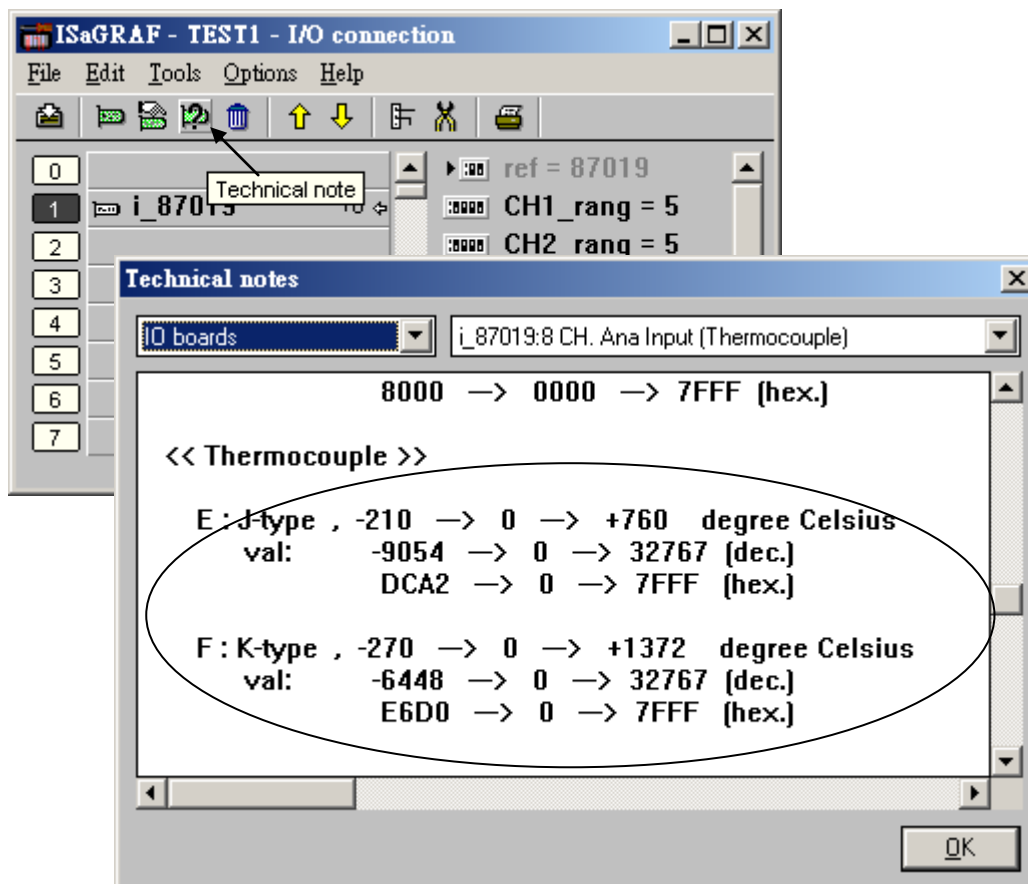 ISaGRAF - TEST1 - I/O connection
File Edit Tools Options Help
0
1
2
3
4
5
6
7
i_87019
Technical note
ref = 87019
CH1_rang = 5
CH2_rang = 5
Technical notes
IO boards
i_87019:8 CH. Ana Input (Thermocouple)
8000 —> 0000 —> 7FFF (hex.)
<< Thermocouple >>
E : J-type , -210 —> 0 —> +760 degree Celsius
val: -9054 —> 0 —> 32767 (dec.)
DCA2 —> 0 —> 7FFF (hex.)
F : K-type , -270 —> 0 —> +1372 degree Celsius
val: -6448 —> 0 —> 32767 (dec.)
E6D0 —> 0 —> 7FFF (hex.)
OK